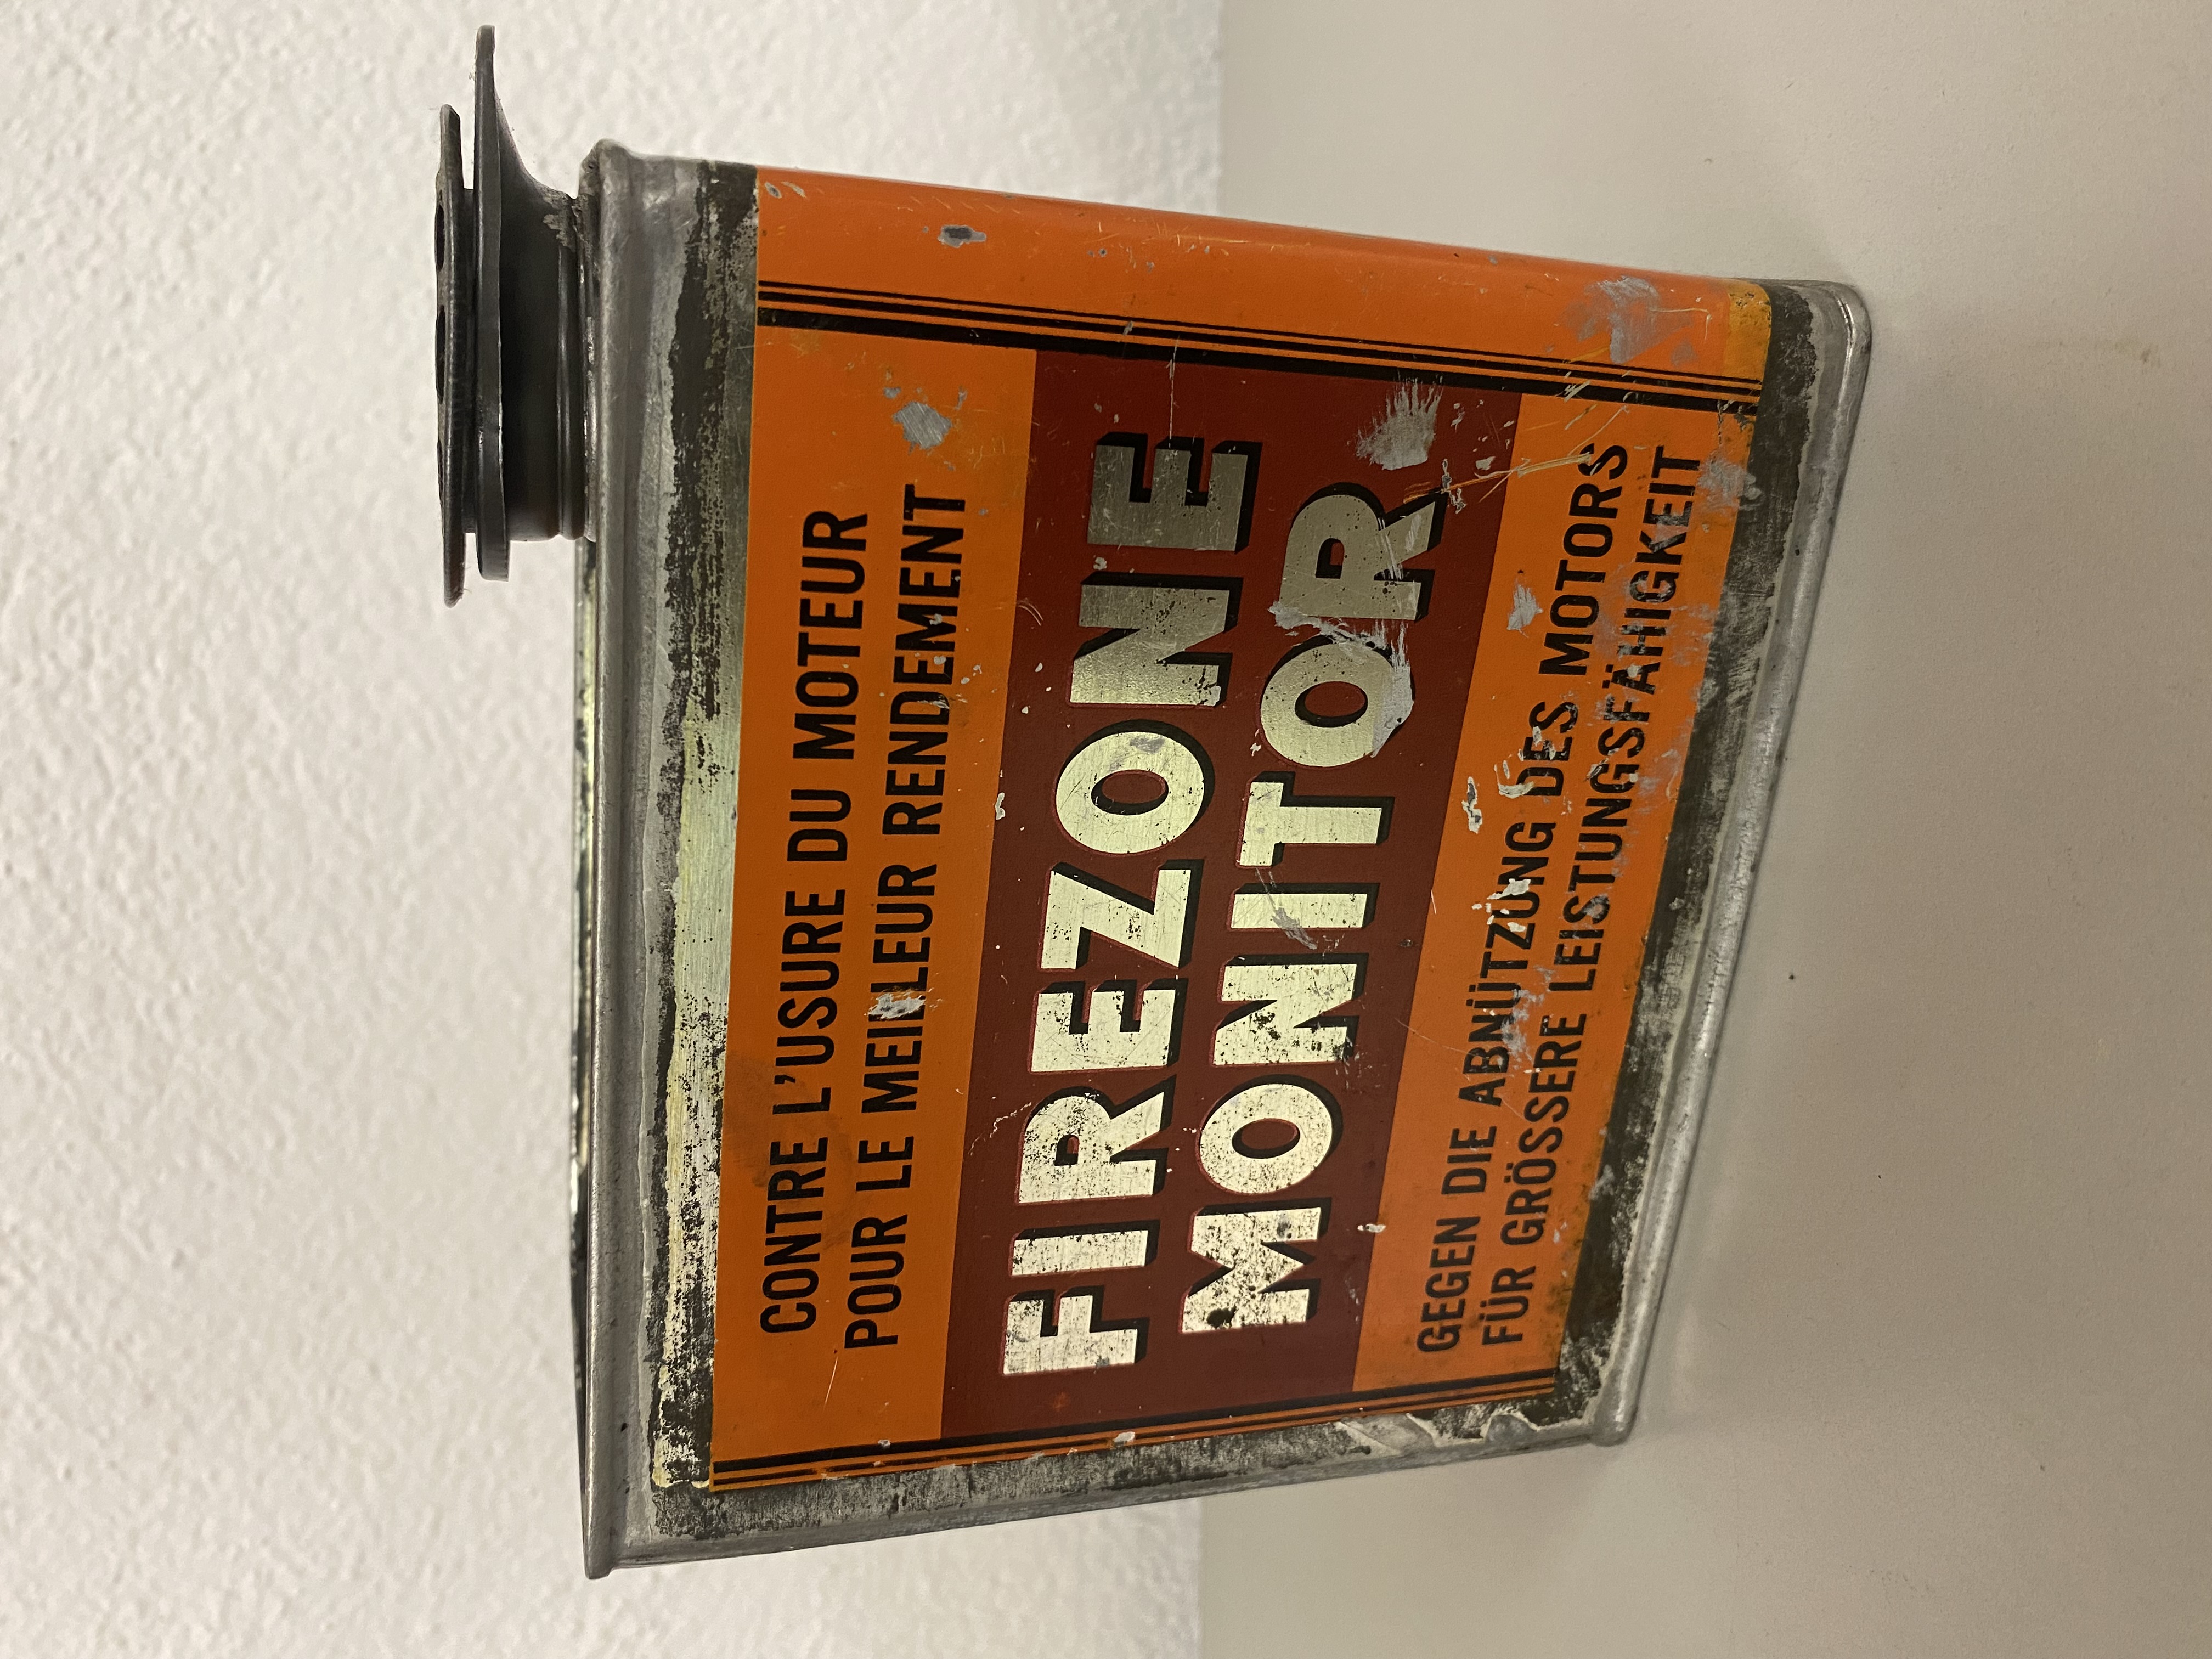 CONTRE L'USURE DU MOTEUR
POUR LE MEILLEUR RENDEMENT
FIREZONE
MONITOR
GEGEN DIE ABNÜTZUNG DES MOTORS
FÜR GRÖSSERE LEISTUNGSFÄHIGKEIT